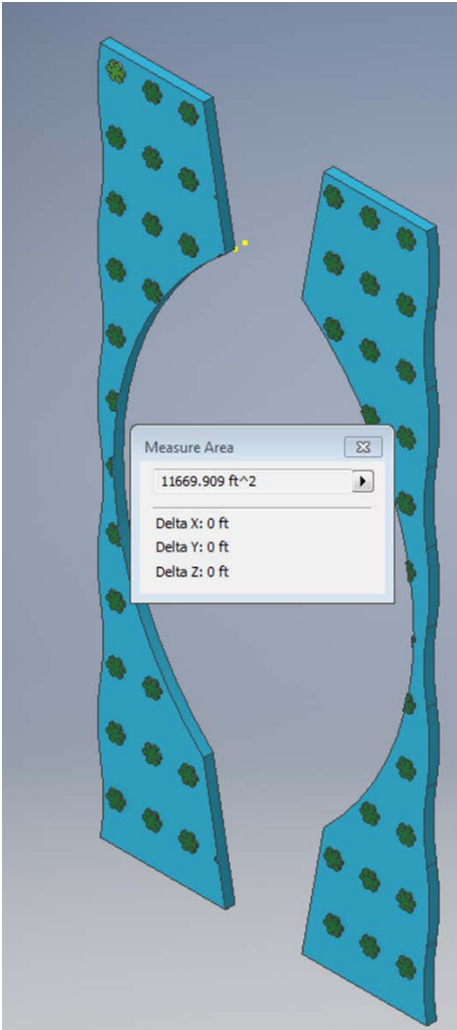 Measure Area
11669.909 ft^2
Delta X: 0 ft
Delta Y: 0 ft
Delta Z: 0 ft